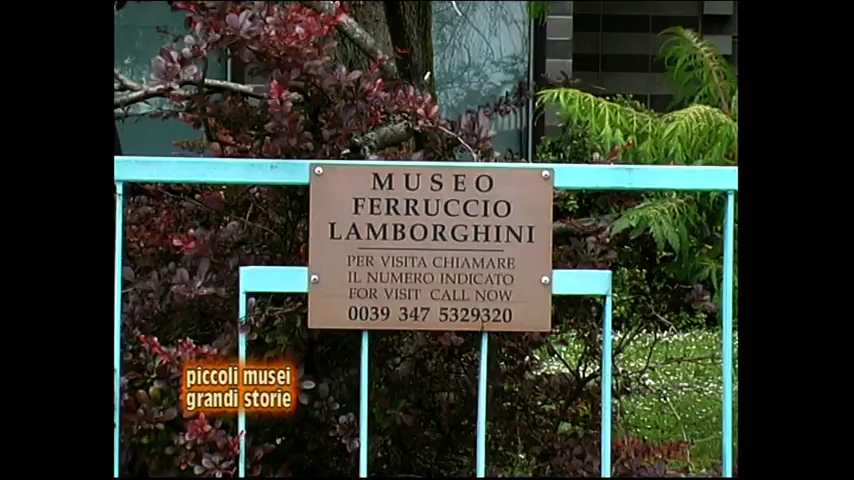 MUSEO
FERRUCCIO
LAMBORGHINI
PER VISITA CHIAMARE
IL NUMERO INDICATO
FOR VISIT CALL NOW
0039 347 5329320
piccoli musei
grandi storie